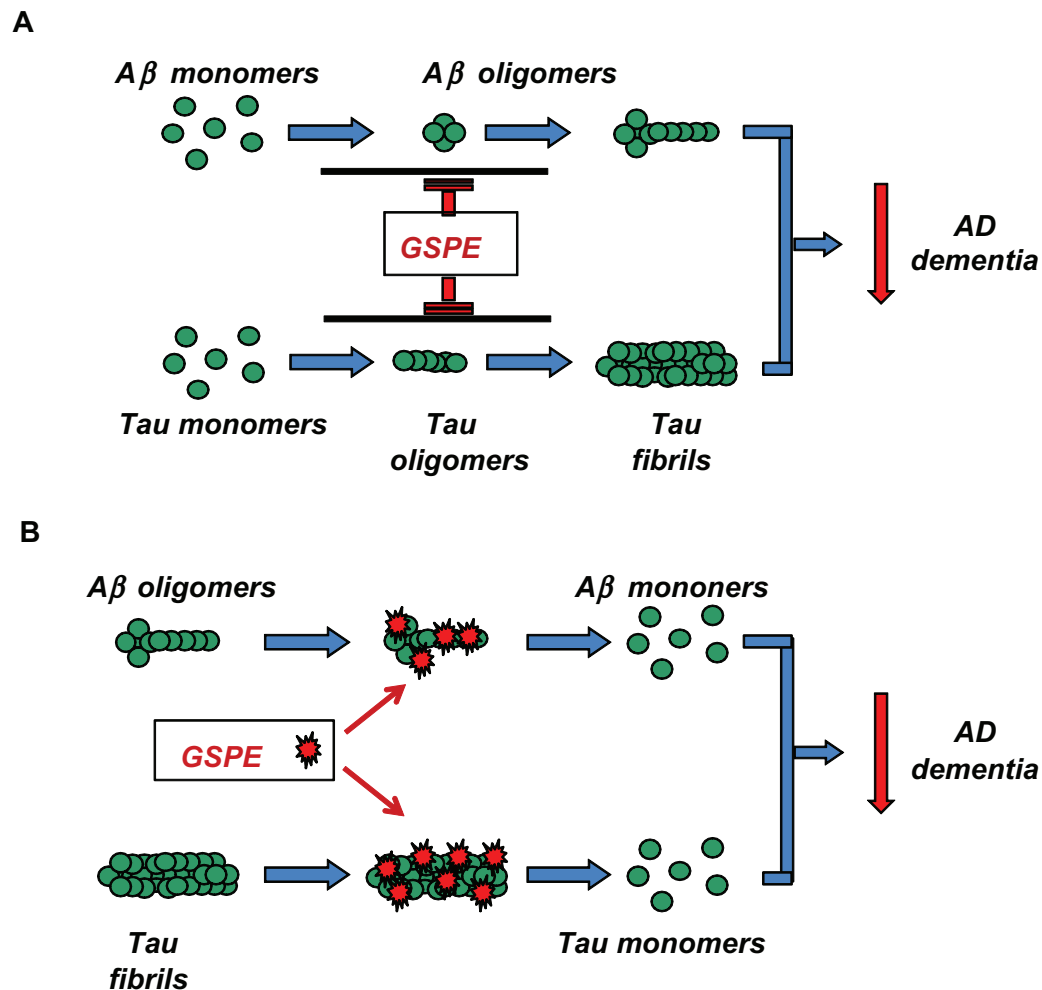 A
Aβ monomers
Aβ oligomers
GSPE
AD
dementia
Tau monomers
Tau
oligomers
Tau
fibrils
B
Aβ oligomers
Aβ mononers
GSPE
AD
dementia
Tau
fibrils
Tau monomers